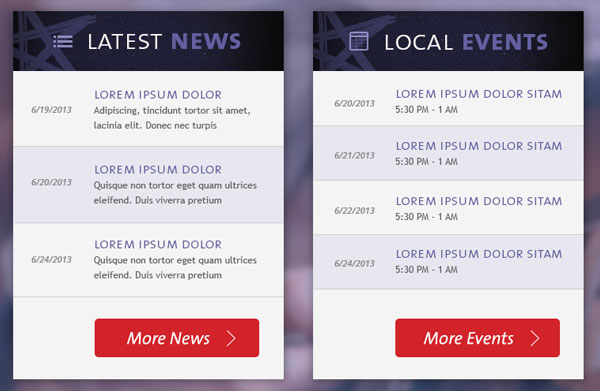 LATEST NEWS
6/19/2013
LOREM IPSUM DOLOR
Adipiscing, tincidunt tortor sit amet,
lacinia elit. Donec nec turpis
6/20/2013
LOREM IPSUM DOLOR
Quisque non tortor eget quam ultrices
eleifend. Duis viverra pretium
6/24/2013
LOREM IPSUM DOLOR
Quisque non tortor eget quam ultrices
eleifend. Duis viverra pretium
More News
LOCAL EVENTS
6/20/2013
LOREM IPSUM DOLOR SITAM
5:30 PM - 1 AM
6/21/2013
LOREM IPSUM DOLOR SITAM
5:30 PM - 1 AM
6/22/2013
LOREM IPSUM DOLOR SITAM
5:30 PM - 1 AM
6/24/2013
LOREM IPSUM DOLOR SITAM
5:30 PM - 1 AM
More Events